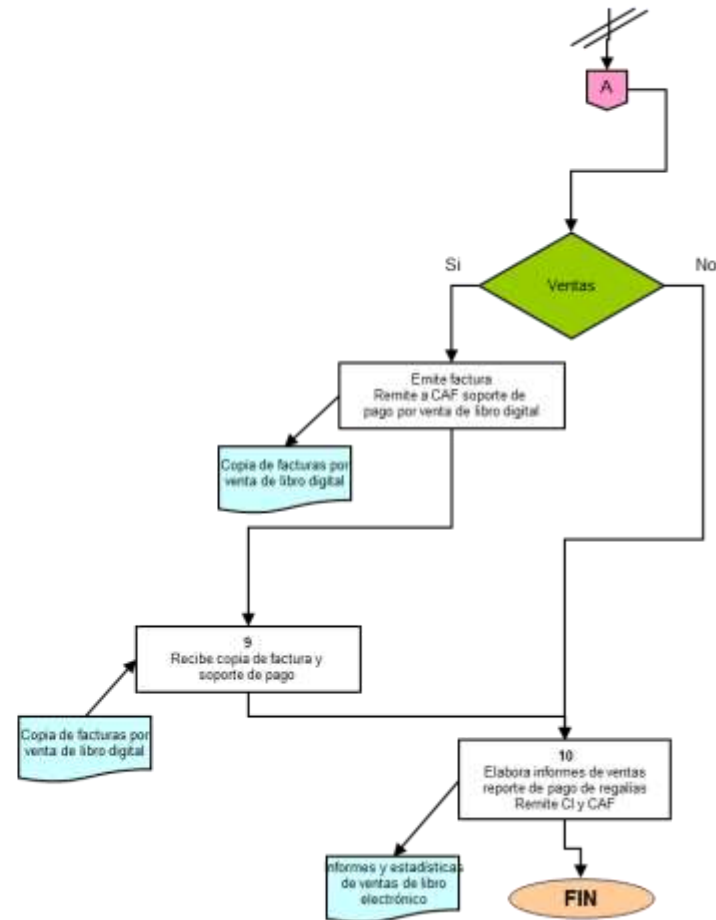 A
Si
No
Ventas
Emite factura
Remite a CAF soporte de
pago por venta de libro digital
Copia de facturas por
venta de libro digital
9
Recibe copia de factura y
soporte de pago
Copia de facturas por
venta de libro digital
10
Elabora informes de ventas
reporte de pago de regalías
Remite CI y CAF
nformes y estadísticas
de ventas de libro
electrónico
FIN